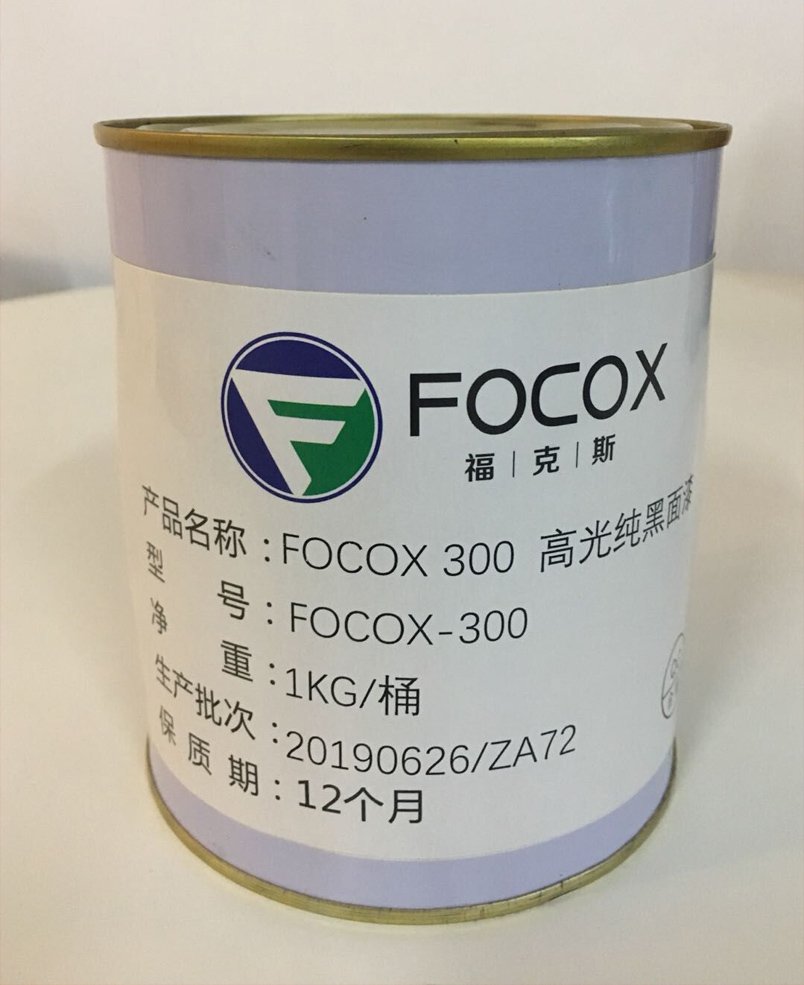 FOCOX
福|克|斯
产品名称:FOCOX 300 高光纯黑面漆
型 号:FOCOX-300
净 重:1KG/桶
生产批次:20190626/ZA72
保质期:12个月